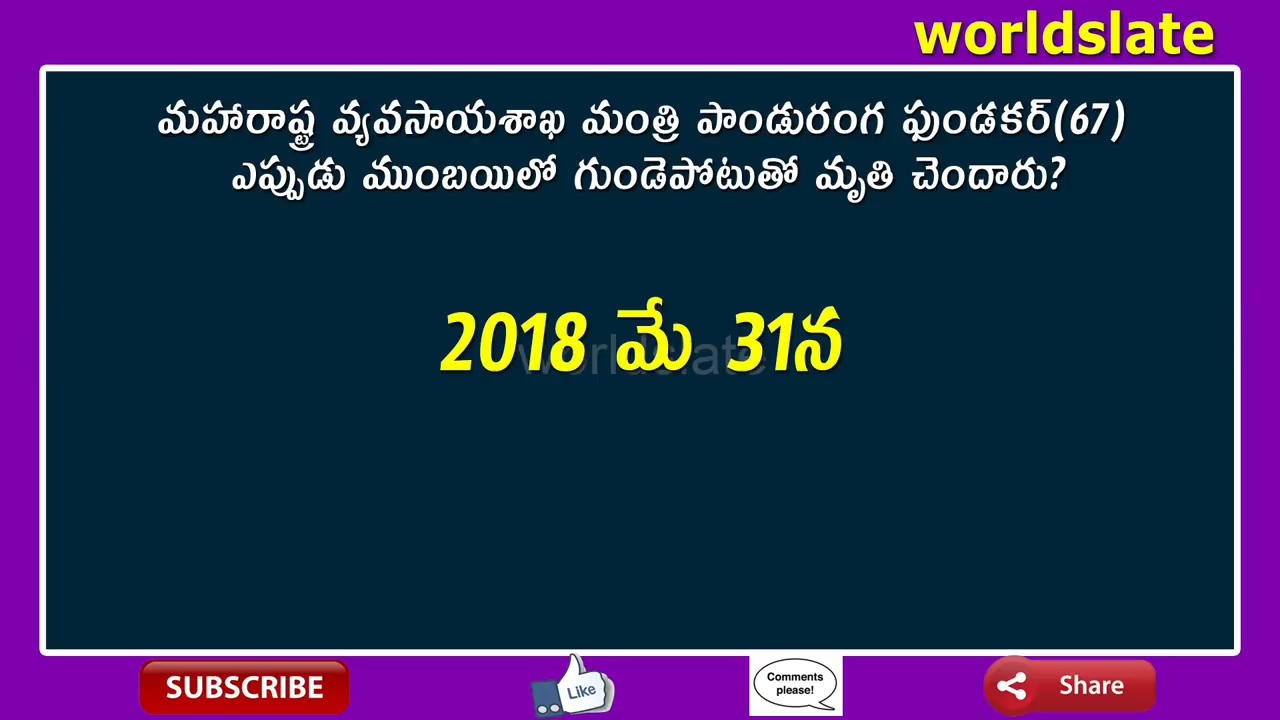 worldslate
మహారాష్ట్ర వ్యవసాయశాఖ మంత్రి పాండురంగ ఫుండకర్(67)
ఎప్పుడు ముంబయిలో గుండెపోటుతో మృతి చెందారు?
2018 మే 31న
worldslate
SUBSCRIBE
Like
Comments
please!
Share